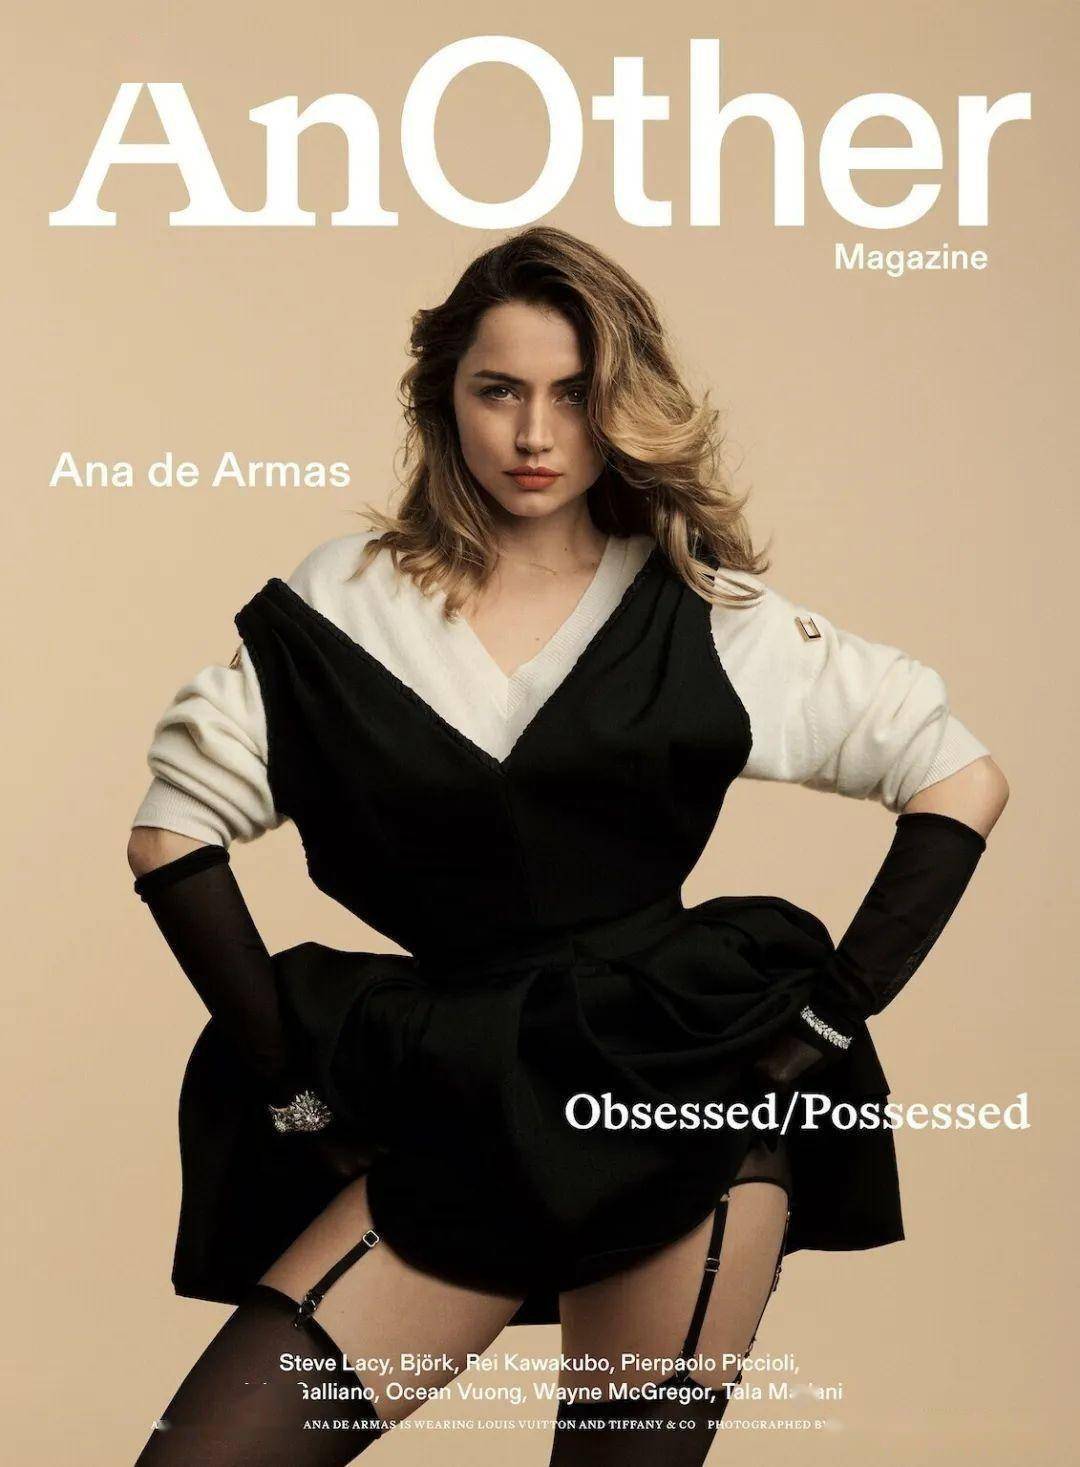 AnOther
Magazine
Ana de Armas
Obsessed/Possessed
Steve Lacy, Björk, Rei Kawakubo, Pierpaolo Piccioli,
Galliano, Ocean Vuong, Wayne McGregor, Tala
ANA DE ARMAS IS WEARING LOUIS VUITTON AND TIFFANY & CO PHOTOGRAPHED